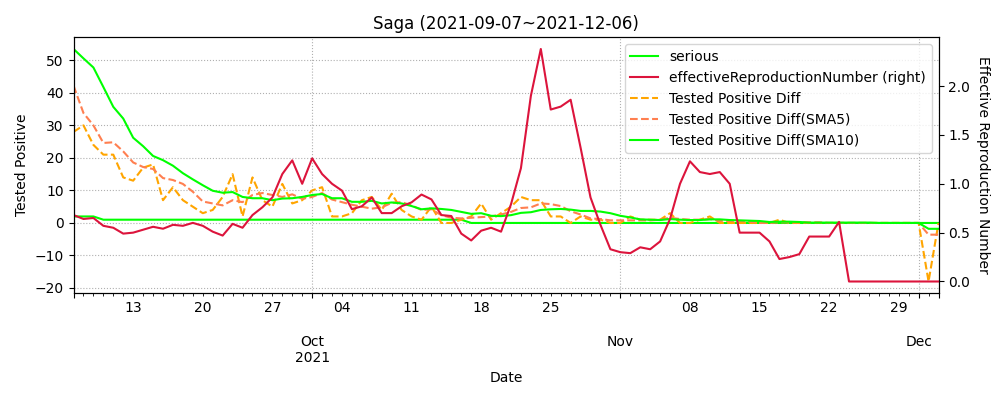 Saga (2021-09-07~2021-12-06)
serious
effectiveReproductionNumber (right)
Tested Positive Diff
Tested Positive Diff(SMA5)
Tested Positive Diff(SMA10)
Tested Positive
50
40
30
20
10
0
−10
−20
2.0
1.5
1.0
0.5
0.0
Effective Reproduction Number
13 20 27 04 11 18 25 08 15 22 29
Oct Nov Dec
2021
Date